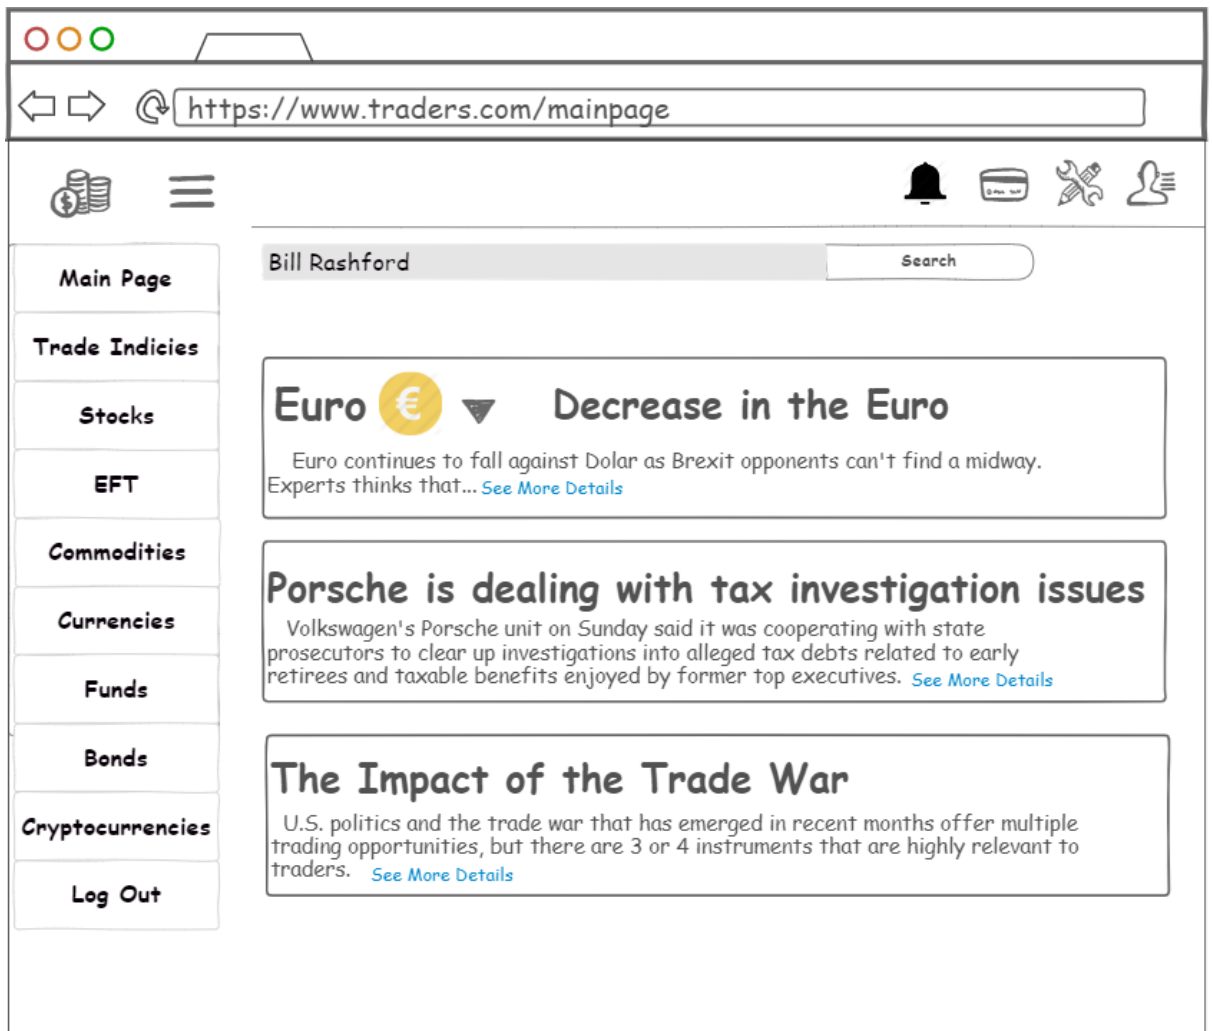 https://www.traders.com/mainpage
Bill Rashford
Search
Main Page
Trade Indicies
Stocks
EFT
Commodities
Currencies
Funds
Bonds
Cryptocurrencies
Log Out
Euro € Decrease in the Euro
Euro continues to fall against Dolar as Brexit opponents can't find a midway.
Experts thinks that... See More Details
Porsche is dealing with tax investigation issues
Volkswagen's Porsche unit on Sunday said it was cooperating with state
prosecutors to clear up investigations into alleged tax debts related to early
retirees and taxable benefits enjoyed by former top executives. See More Details
The Impact of the Trade War
U.S. politics and the trade war that has emerged in recent months offer multiple
trading opportunities, but there are 3 or 4 instruments that are highly relevant to
traders. See More Details